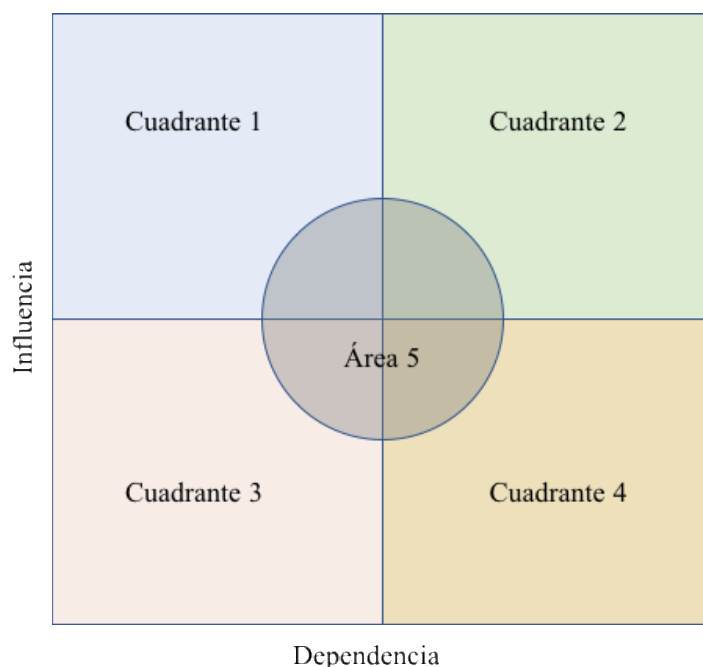 Cuadrante 1
Cuadrante 2
Influencia
Área 5
Cuadrante 3
Cuadrante 4
Dependencia